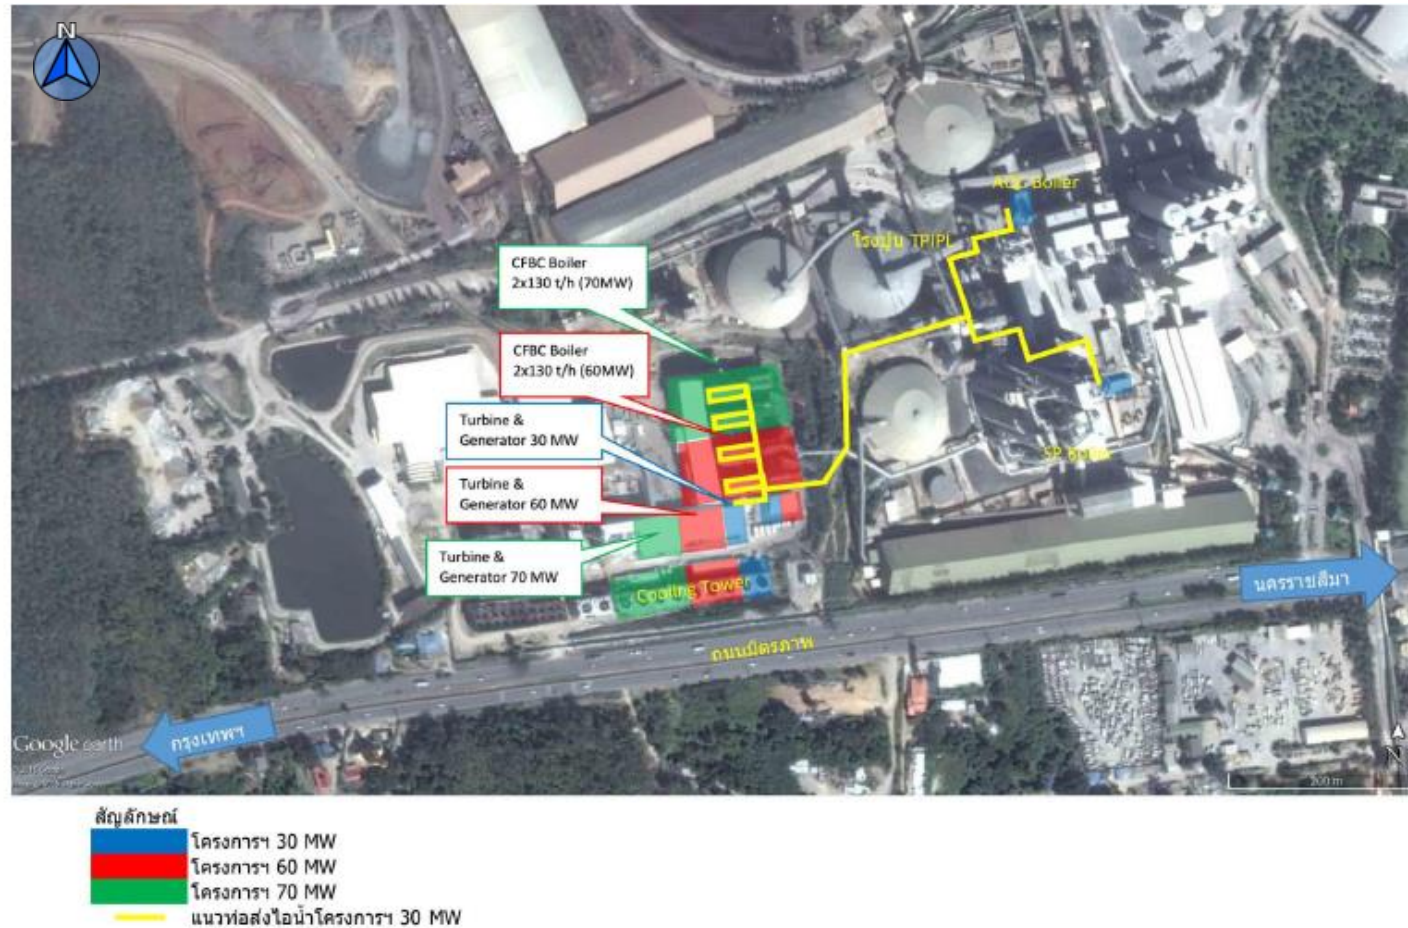 N
AQC Boiler
โรงปูน TPIPL
CFBC Boiler
2x130 t/h (70MW)
CFBC Boiler
2x130 t/h (60MW)
Turbine &
Generator 30 MW
Turbine &
Generator 60 MW
Turbine &
Generator 70 MW
SP Boiler
Cooling Tower
นครราชสีมา
ถนนมิตรภาพ
กรุงเทพฯ
Google earth
N
200 m
สัญลักษณ์
โครงการฯ 30 MW
โครงการฯ 60 MW
โครงการฯ 70 MW
แนวท่อส่งไอน้ำโครงการฯ 30 MW